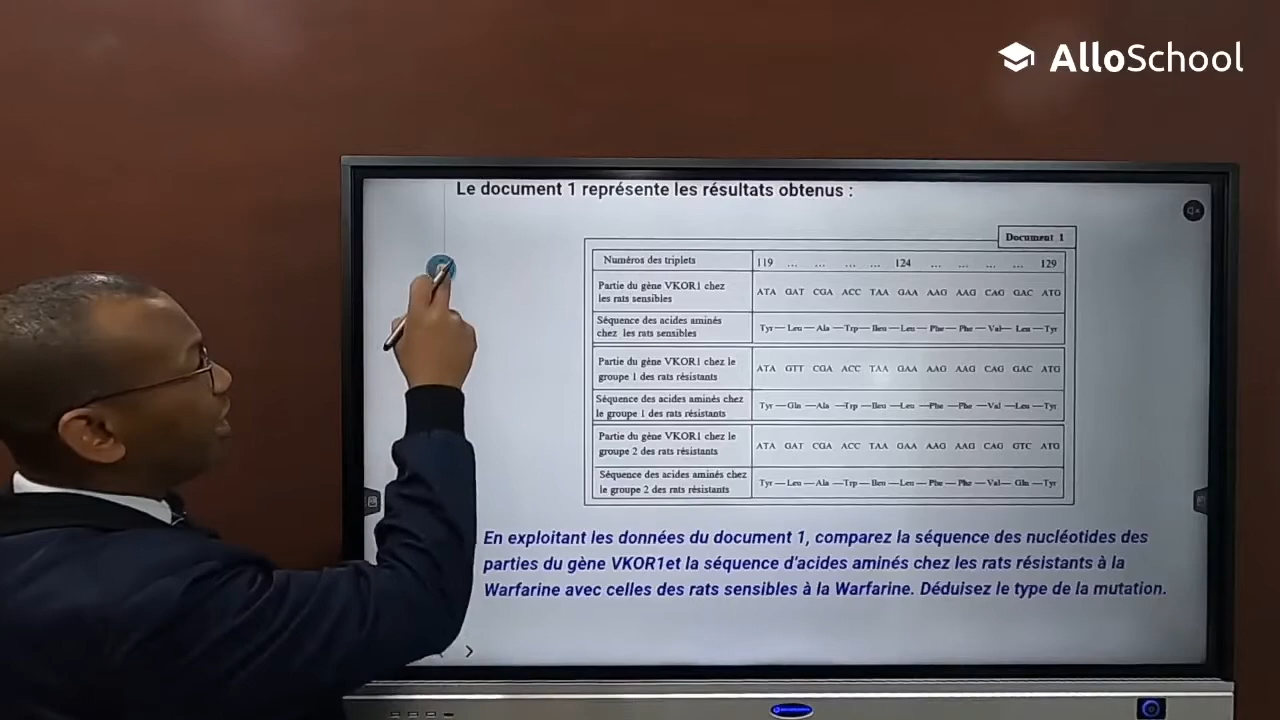 AlloSchool
Le document 1 représente les résultats obtenus :
Document 1
Numéros des triplets 119 ... ... ... ... 124 ... ... ... ... 129
Partie du gène VKOR1 chez
les rats sensibles
ATA GAT CGA ACC TAA GAA AAG AAG CAG GAC ATG
Séquence des acides aminés
chez les rats sensibles
Tyr — Leu — Ala — Trp — Ileu — Leu — Phe — Phe — Val — Leu — Tyr
Partie du gène VKOR1 chez le
groupe 1 des rats résistants
ATA GTT CGA ACC TAA GAA AAG AAG CAG GAC ATG
Séquence des acides aminés chez
le groupe 1 des rats résistants
Tyr — Gln — Ala — Trp — Ileu — Leu — Phe — Phe — Val — Leu — Tyr
Partie du gène VKOR1 chez le
groupe 2 des rats résistants
ATA GAT CGA ACC TAA GAA AAG AAG CAG GTC ATG
Séquence des acides aminés chez
le groupe 2 des rats résistants
Tyr — Leu — Ala — Trp — Ileu — Leu — Phe — Phe — Val — Gln — Tyr
En exploitant les données du document 1, comparez la séquence des nucléotides des
parties du gène VKOR1et la séquence d'acides aminés chez les rats résistants à la
Warfarine avec celles des rats sensibles à la Warfarine. Déduisez le type de la mutation.